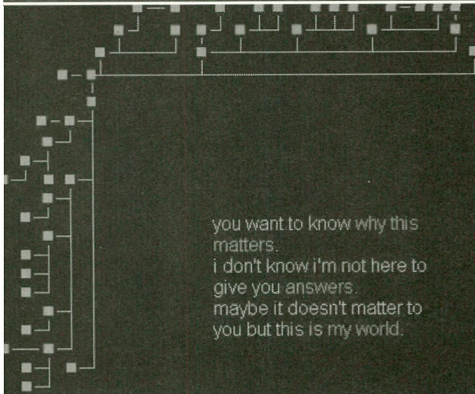 you want to know why this
matters.
i don't know i'm not here to
give you answers.
maybe it doesn't matter to
you but this is my world.